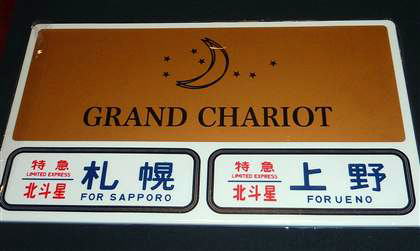 GRAND CHARIOT
特急
LIMITED EXPRESS
北斗星
札幌
FOR SAPPORO
特急
LIMITED EXPRESS
北斗星
上野
FOR UENO